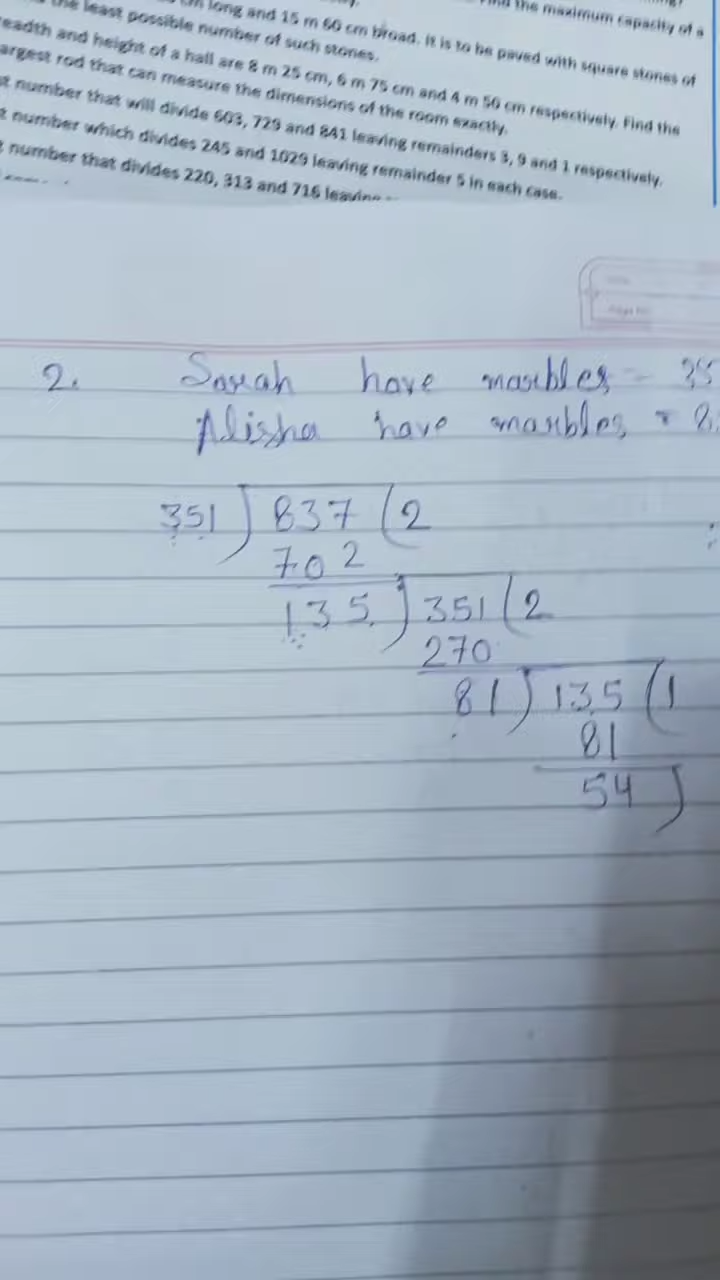 the maximum capacity of a
the least possible number of such stones.
long and 15 m 60 cm broad. It is to be paved with square stones of
eadth and height of a hall are 8 m 25 cm, 6 m 75 cm and 4 m 50 cm respectively. Find the
argest rod that can measure the dimensions of the room exactly.
t number that will divide 603, 729 and 841 leaving remainders 3, 9 and 1 respectively.
t number which divides 245 and 1029 leaving remainder 5 in each case.
t number that divides 220, 313 and 716 leaving
2. Sarah have marbles - 35
Alisha have marbles = 8
351 ) 837 ( 2
702
135 ) 351 ( 2
270
81 ) 135 ( 1
81
54 )